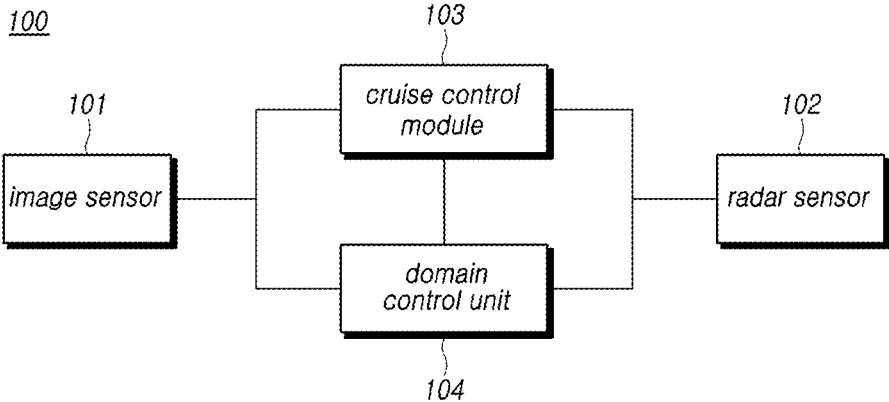 100
103
101
cruise control
module
102
image sensor
radar sensor
domain
control unit
104